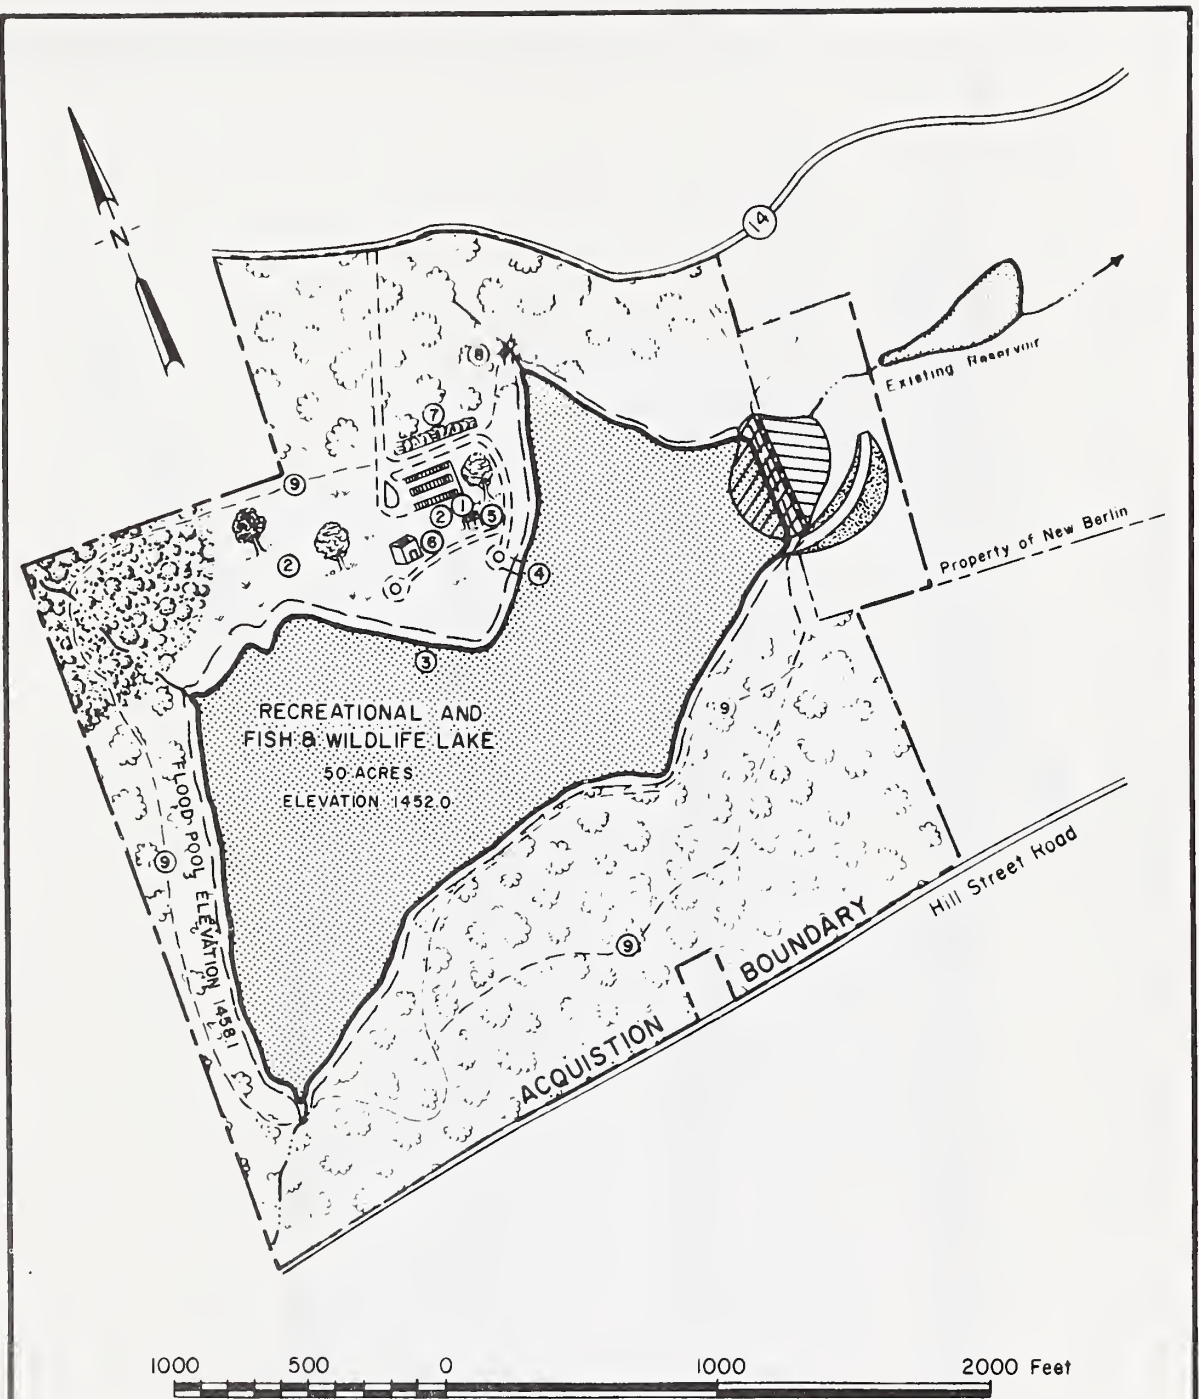 14
N
8
Existing Reservoir
7
9
1
2
5
6
2
4
Property of New Berlin
3
RECREATIONAL AND
FISH & WILDLIFE LAKE
50 ACRES
ELEVATION 1452.0
9
FLOOD POOL ELEVATION 1458.1
9
Hill Street Road
9
ACQUISTION BOUNDARY
1000 500 0 1000 2000 Feet